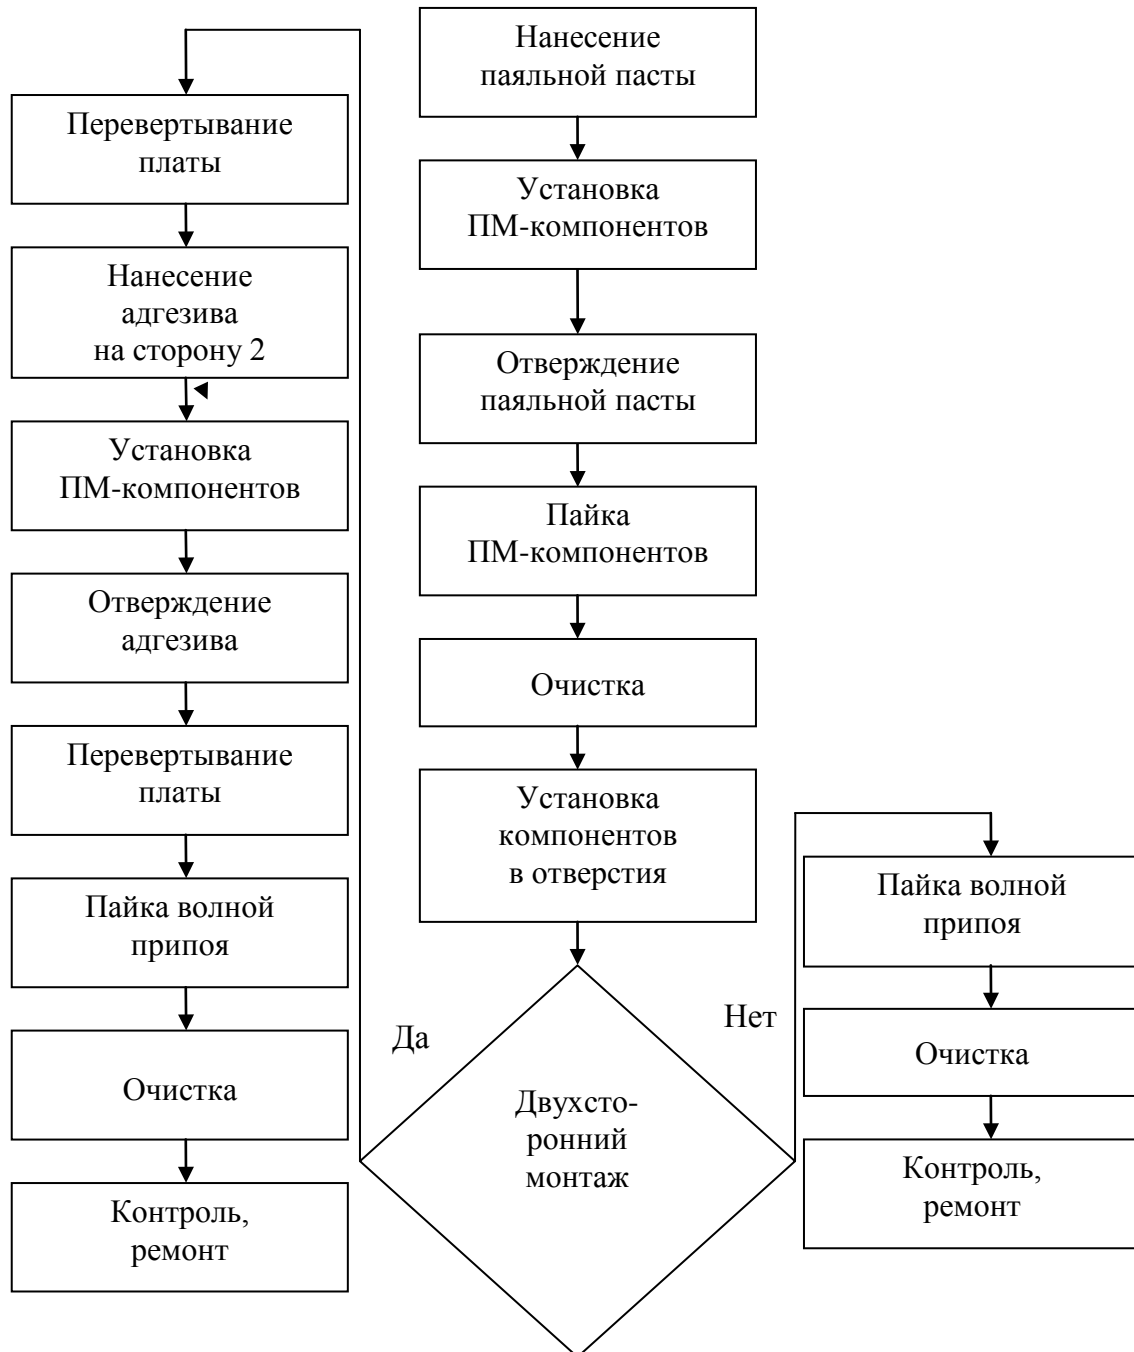 Нанесение
паяльной пасты
Установка
ПМ-компонентов
Отверждение
паяльной пасты
Пайка
ПМ-компонентов
Очистка
Установка
компонентов
в отверстия
Двухсто-
ронний
монтаж
Да
Перевертывание
платы
Нанесение
адгезива
на сторону 2
Установка
ПМ-компонентов
Отверждение
адгезива
Перевертывание
платы
Пайка волной
припоя
Очистка
Контроль,
ремонт
Нет
Пайка волной
припоя
Очистка
Контроль,
ремонт